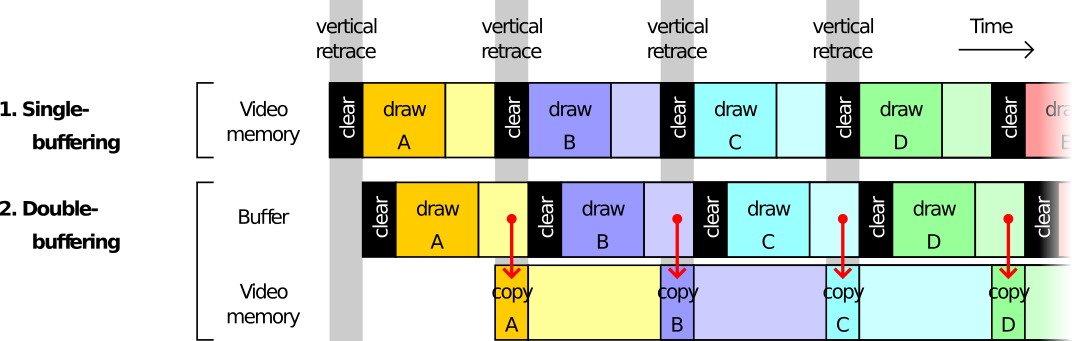 vertical
retrace
vertical
retrace
vertical
retrace
vertical
retrace
Time
1. Single-
buffering
Video
memory
clear
draw
A
clear
draw
B
clear
draw
C
clear
draw
D
clear
2. Double-
buffering
Buffer
clear
draw
A
clear
draw
B
clear
draw
C
clear
draw
D
clear
Video
memory
copy
A
copy
B
copy
C
copy
D